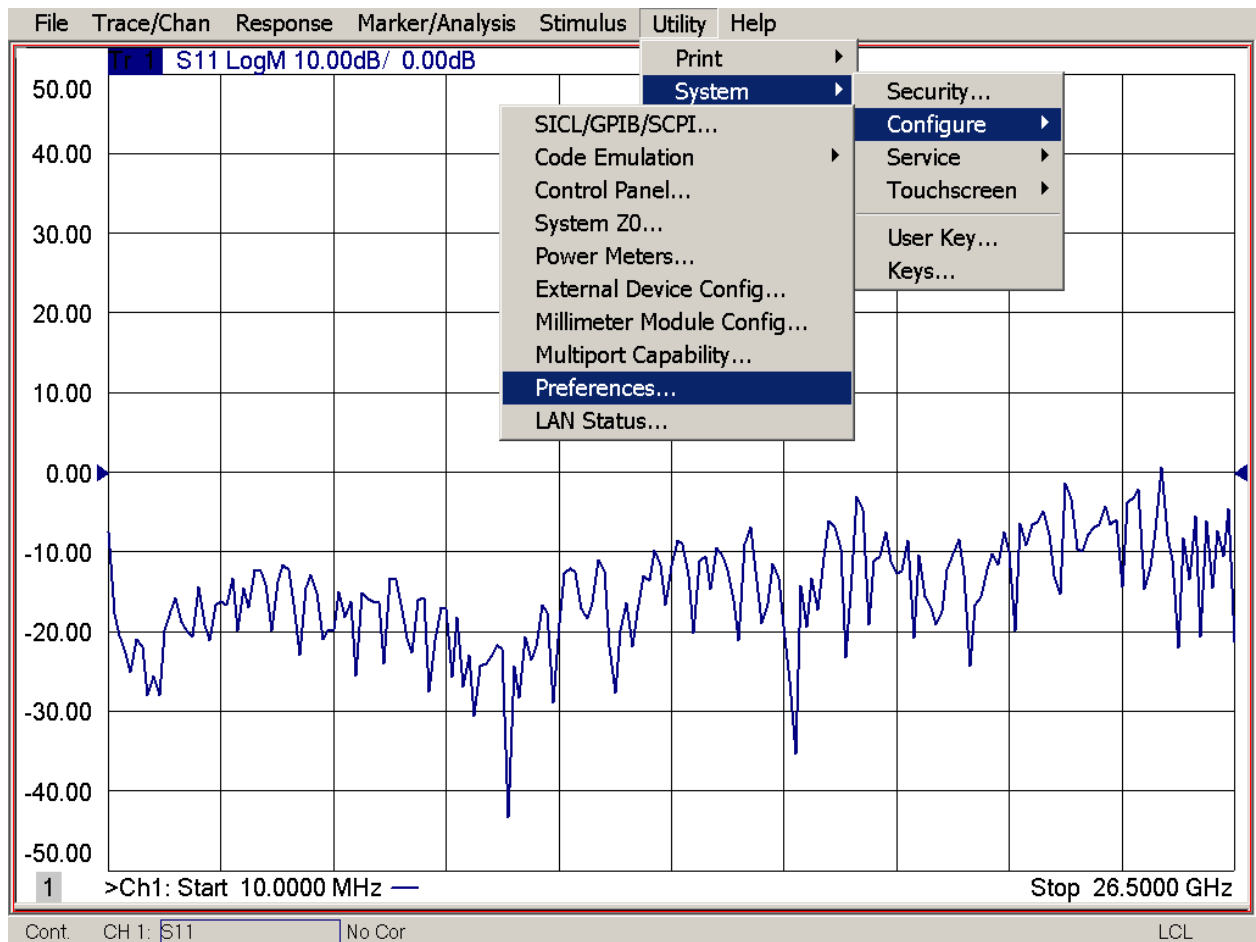 File Trace/Chan Response Marker/Analysis Stimulus Utility Help
Tr 1 S11 LogM 10.00dB/ 0.00dB
Print
System
Security...
Configure
Service
Touchscreen
User Key...
Keys...
SICL/GPIB/SCPI...
Code Emulation
Control Panel...
System Z0...
Power Meters...
External Device Config...
Millimeter Module Config...
Multiport Capability...
Preferences...
LAN Status...
50.00
40.00
30.00
20.00
10.00
0.00
-10.00
-20.00
-30.00
-40.00
-50.00
1 >Ch1: Start 10.0000 MHz — Stop 26.5000 GHz
Cont. CH 1: S11 No Cor LCL